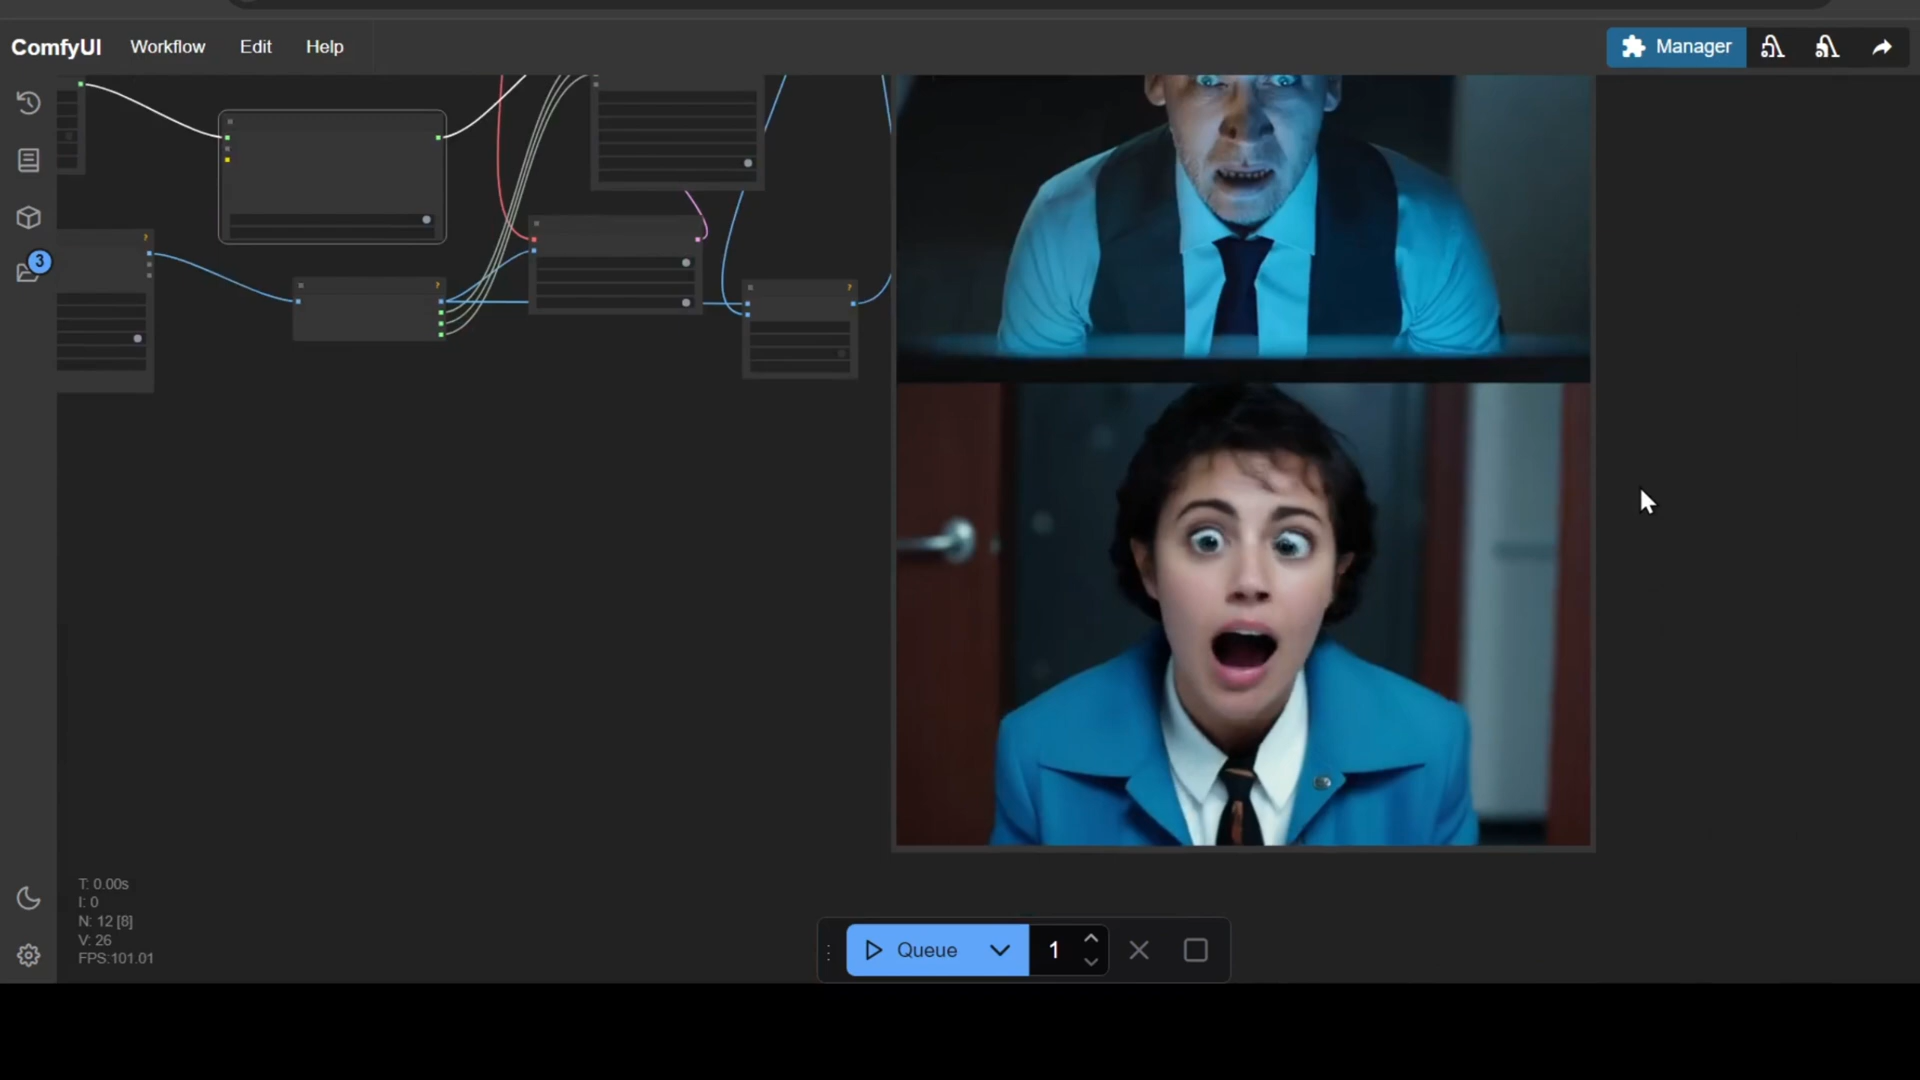 ComfyUI Workflow Edit Help Manager
3
T: 0.00s
I: 0
N: 12 [8]
V: 26
FPS:101.01
Queue 1